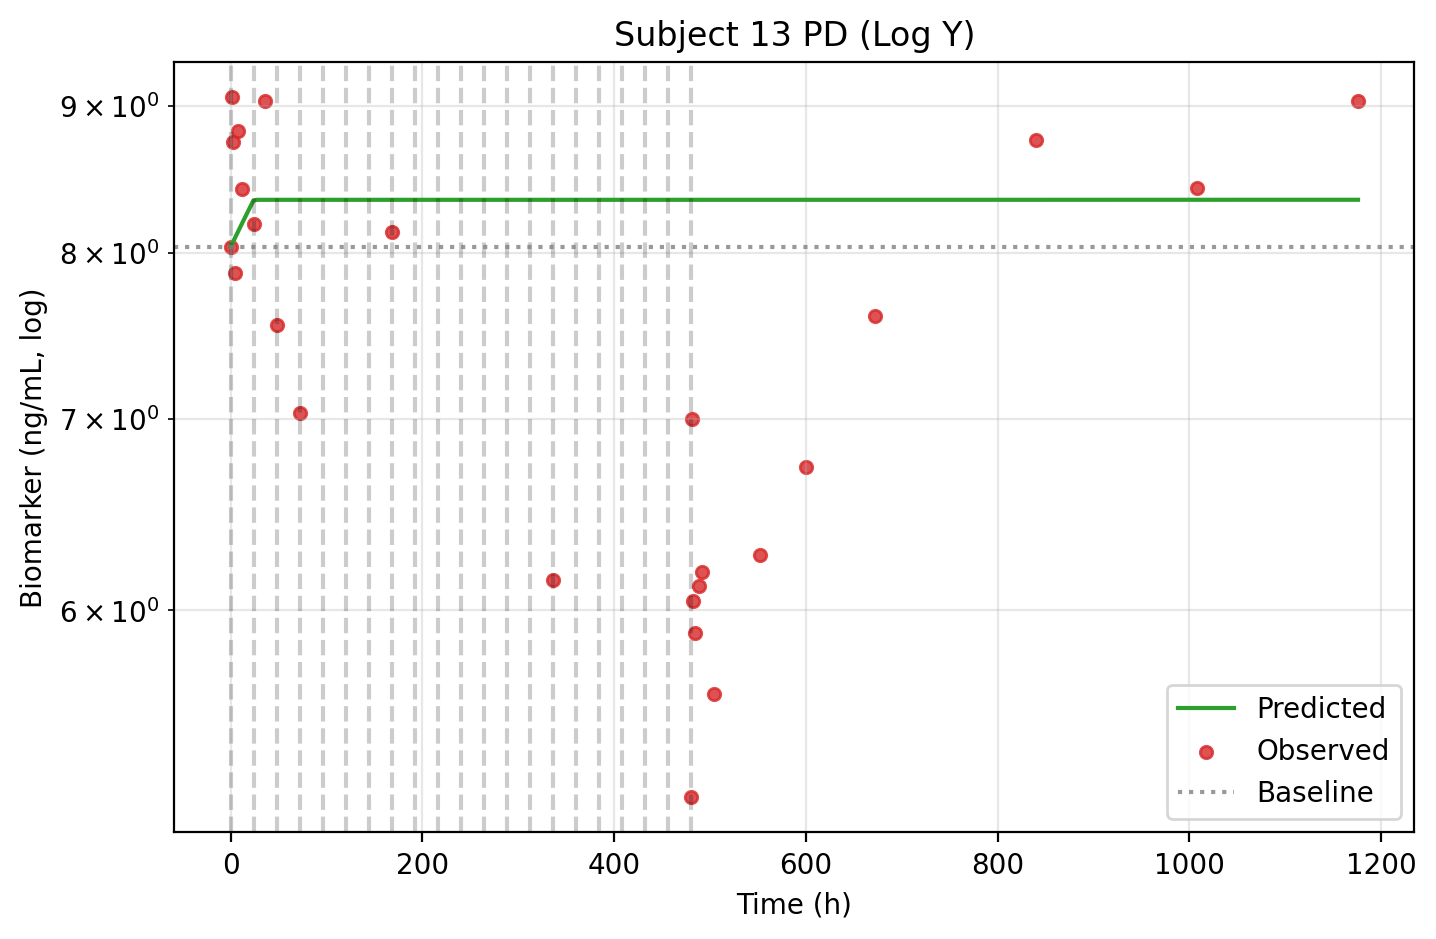 Subject 13 PD (Log Y)
9 × 10⁰
8 × 10⁰
7 × 10⁰
6 × 10⁰
Biomarker (ng/mL, log)
0 200 400 600 800 1000 1200
Time (h)
Predicted
Observed
Baseline